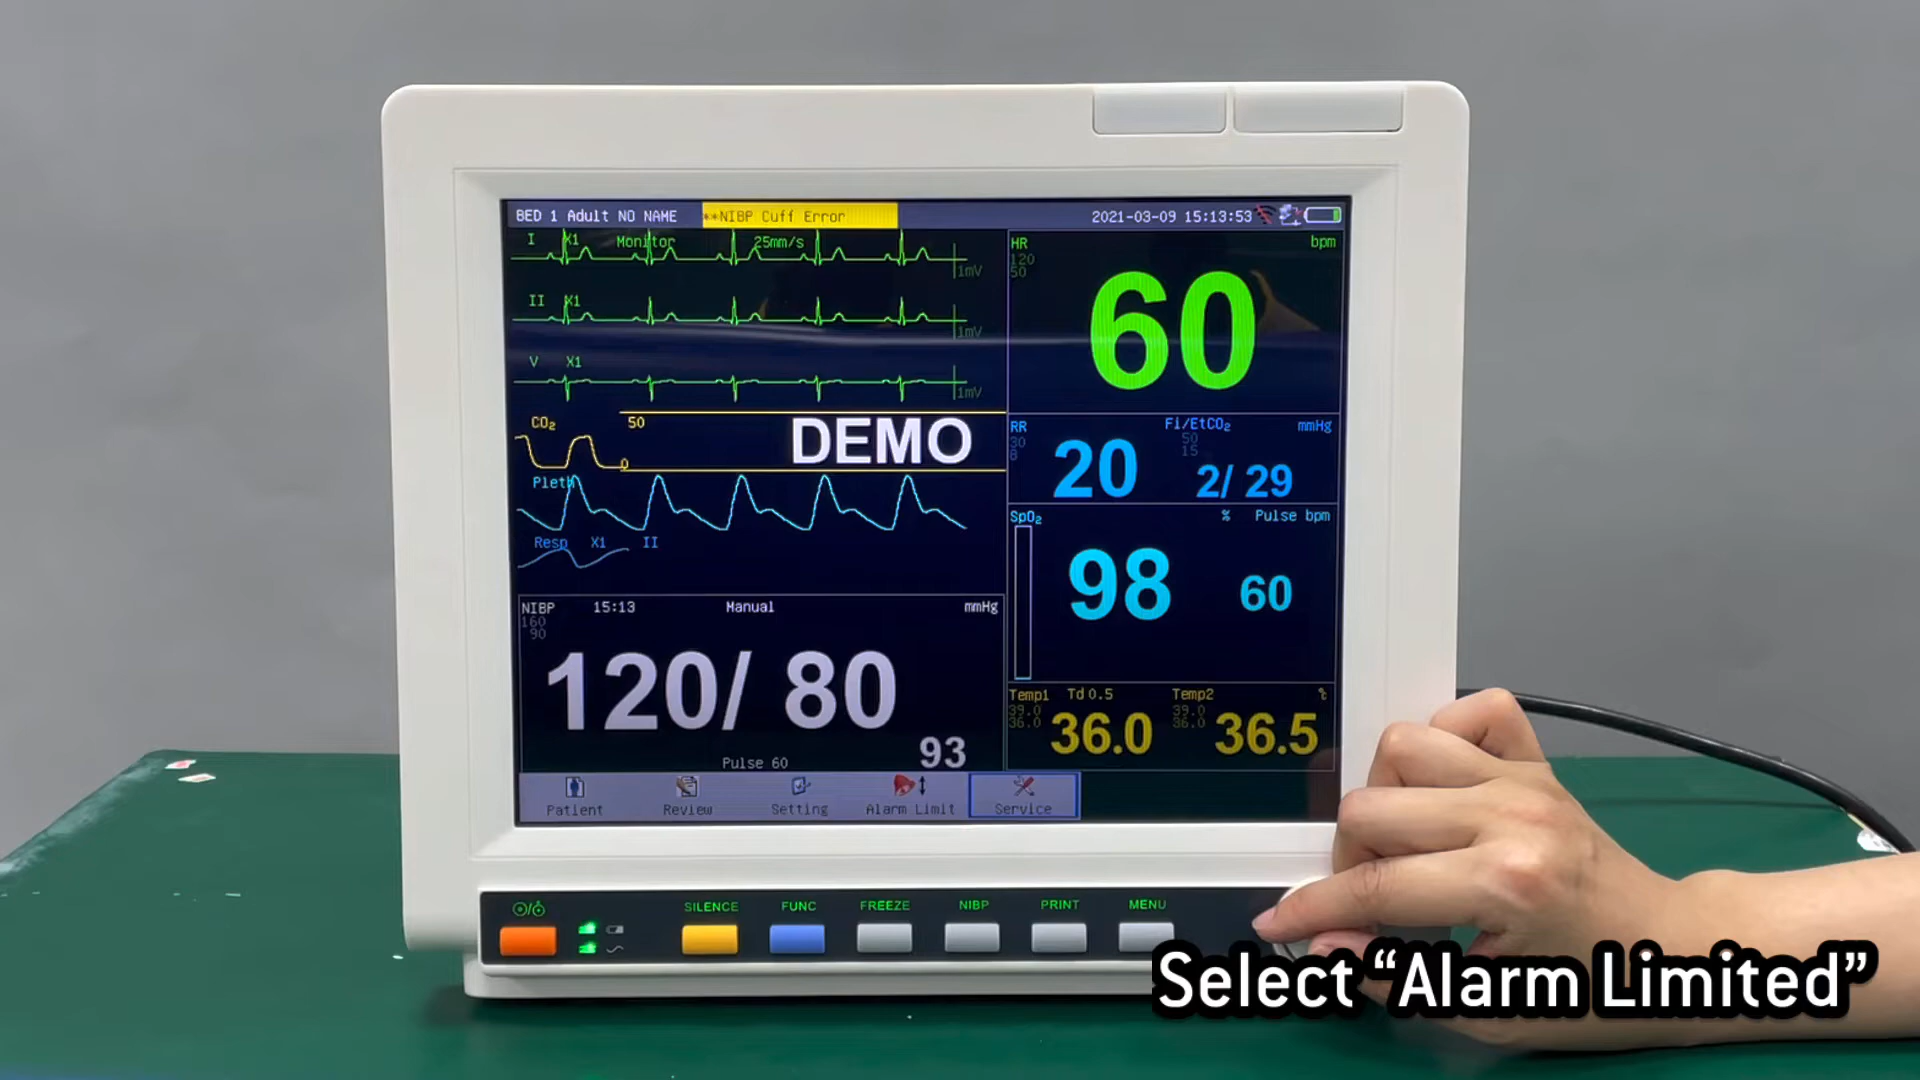 BED 1 Adult NO NAME
**NIBP Cuff Error
2021-03-09 15:13:53
I X1 Monitor 25mm/s
1mV
II X1
1mV
V X1
1mV
CO₂ 50
0
DEMO
Pleth
Resp X1 II
HR bpm
120
50
60
RR
30
8
20
Fi/EtCO₂ mmHg
50
15
2/ 29
SpO₂ % Pulse bpm
98 60
NIBP 15:13 Manual mmHg
160
90
120/ 80
93
Pulse 60
Temp1 Td 0.5
39.0
36.0
36.0
Temp2 ℃
39.0
36.0
36.5
Patient Review Setting Alarm Limit Service
SILENCE FUNC FREEZE NIBP PRINT MENU
Select “Alarm Limited”